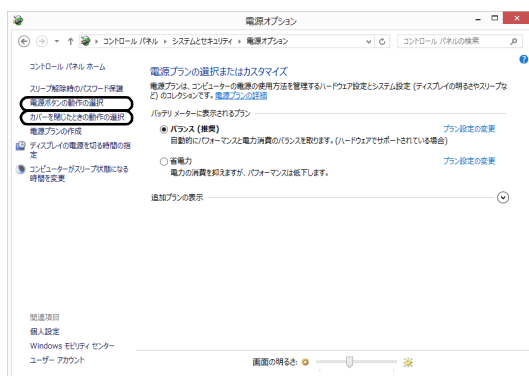 電源オプション
コントロール パネル › システムとセキュリティ › 電源オプション
コントロール パネルの検索
コントロール パネル ホーム
スリープ解除時のパスワード保護
電源ボタンの動作の選択
カバーを閉じたときの動作の選択
電源プランの作成
ディスプレイの電源を切る時間の指
定
コンピューターがスリープ状態になる
時間を変更
電源プランの選択またはカスタマイズ
電源プランは、コンピューターの電源の使用方法を管理するハードウェア設定とシステム設定 (ディスプレイの明るさやスリープな
ど) のコレクションです。電源プランの詳細
バッテリ メーターに表示されるプラン
バランス (推奨) プラン設定の変更
自動的にパフォーマンスと電力消費のバランスを取ります。(ハードウェアでサポートされている場合)
省電力 プラン設定の変更
電力の消費を抑えますが、パフォーマンスは低下します。
追加プランの表示
関連項目
個人設定
Windows モビリティ センター
ユーザー アカウント
画面の明るさ: